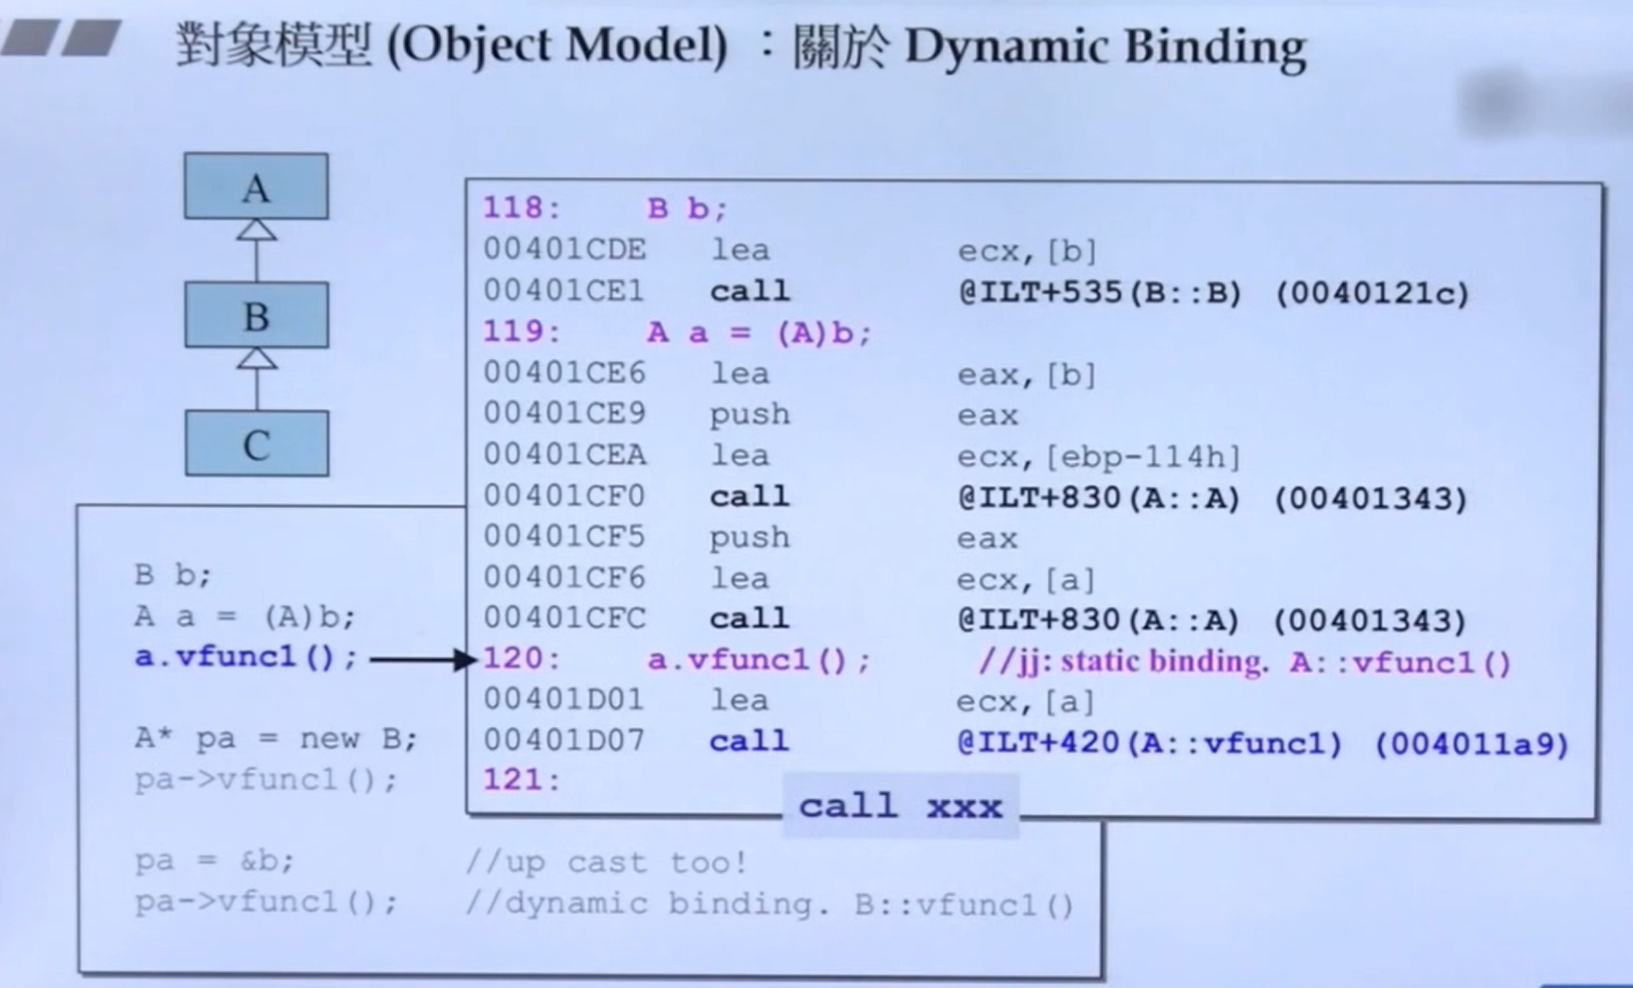 對象模型 (Object Model) ：關於 Dynamic Binding
A
B
C
118: B b;
00401CDE lea ecx,[b]
00401CE1 call @ILT+535(B::B) (0040121c)
119: A a = (A)b;
00401CE6 lea eax,[b]
00401CE9 push eax
00401CEA lea ecx,[ebp-114h]
00401CF0 call @ILT+830(A::A) (00401343)
00401CF5 push eax
00401CF6 lea ecx,[a]
00401CFC call @ILT+830(A::A) (00401343)
120: a.vfunc1(); //jj: static binding. A::vfunc1()
00401D01 lea ecx,[a]
00401D07 call @ILT+420(A::vfunc1) (004011a9)
121:
call xxx
B b;
A a = (A)b;
a.vfunc1();
A* pa = new B;
pa->vfunc1();
pa = &b; //up cast too!
pa->vfunc1(); //dynamic binding. B::vfunc1()